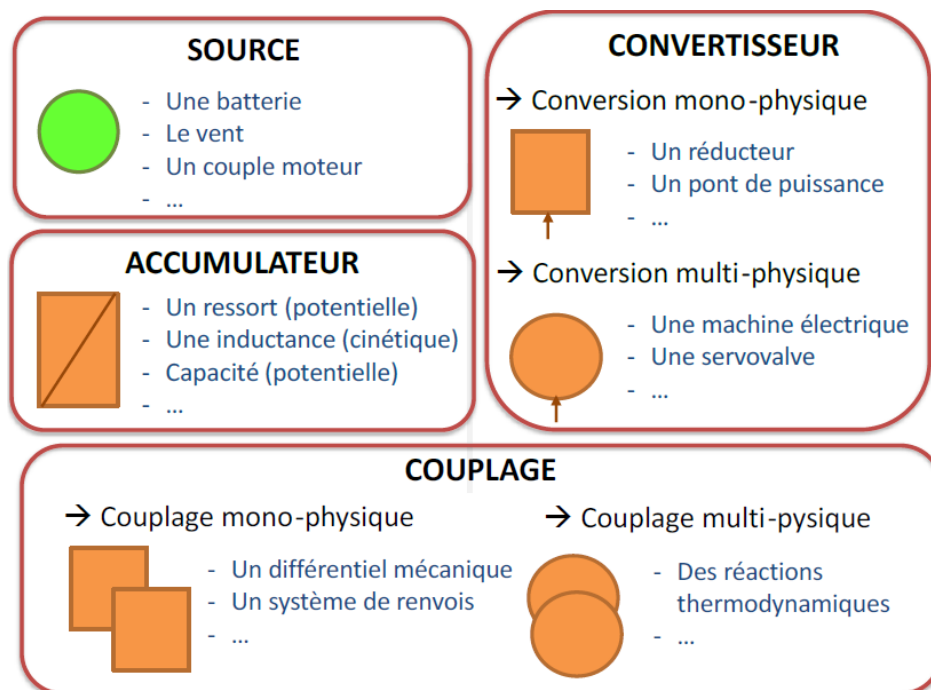 SOURCE
- Une batterie
- Le vent
- Un couple moteur
- ...
ACCUMULATEUR
- Un ressort (potentielle)
- Une inductance (cinétique)
- Capacité (potentielle)
- ...
CONVERTISSEUR
→ Conversion mono-physique
- Un réducteur
- Un pont de puissance
- ...
→ Conversion multi-physique
- Une machine électrique
- Une servovalve
- ...
COUPLAGE
→ Couplage mono-physique
- Un différentiel mécanique
- Un système de renvois
- ...
→ Couplage multi-pysique
- Des réactions
thermodynamiques
- ...